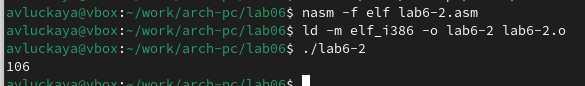 avluckaya@vbox:~/work/arch-pc/lab06$ nasm -f elf lab6-2.asm
avluckaya@vbox:~/work/arch-pc/lab06$ ld -m elf_i386 -o lab6-2 lab6-2.o
avluckaya@vbox:~/work/arch-pc/lab06$ ./lab6-2
106
avluckaya@vbox:~/work/arch-pc/lab06$